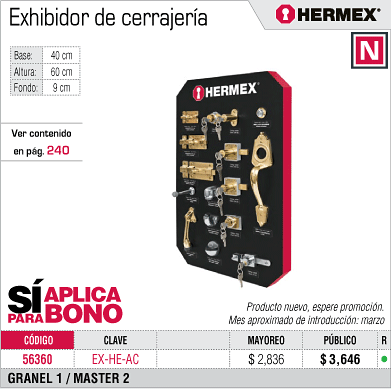 Exhibidor de cerrajería
HERMEX®
N
Base: 40 cm
Altura: 60 cm
Fondo: 9 cm
HERMEX®
Ver contenido
en pág. 240
SÍ APLICA
PARA BONO
Producto nuevo, espere promoción.
Mes aproximado de introducción: marzo
CÓDIGO CLAVE MAYOREO PÚBLICO R
56360 EX-HE-AC $ 2,836 $ 3,646
GRANEL 1 / MASTER 2